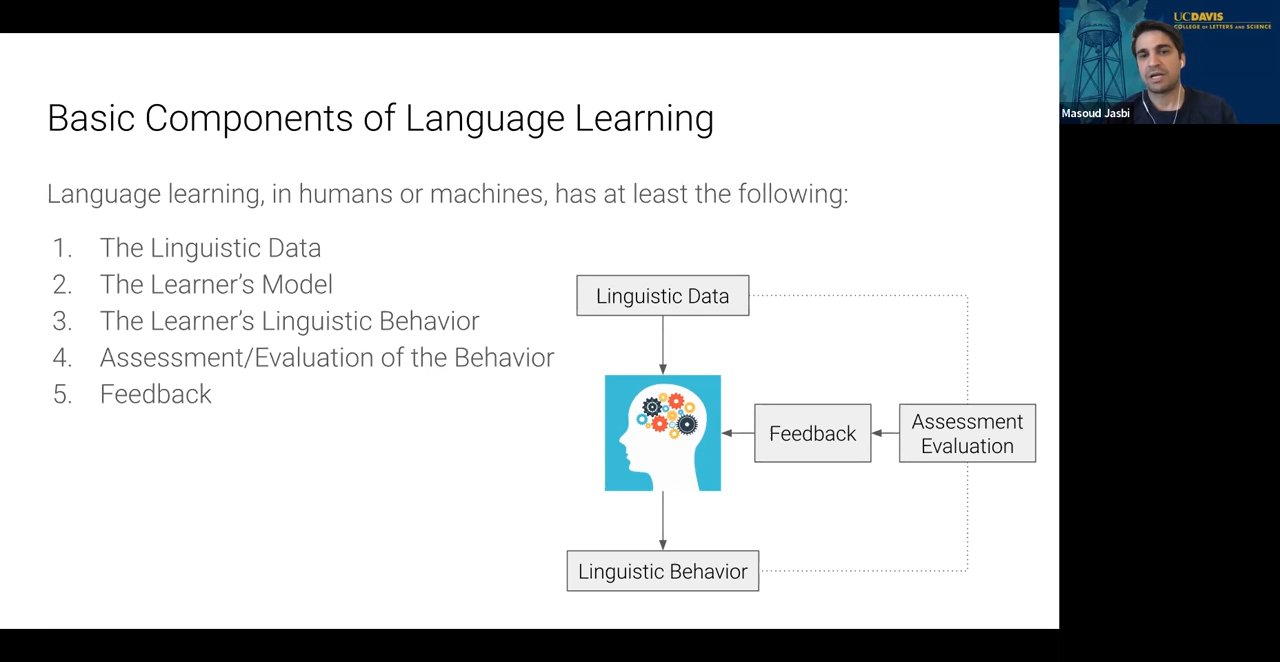 UCDAVIS
COLLEGE OF LETTERS AND SCIENCE
Masoud Jasbi
Basic Components of Language Learning
Language learning, in humans or machines, has at least the following:
1. The Linguistic Data
2. The Learner’s Model
3. The Learner’s Linguistic Behavior
4. Assessment/Evaluation of the Behavior
5. Feedback
Linguistic Data
Feedback
Assessment
Evaluation
Linguistic Behavior